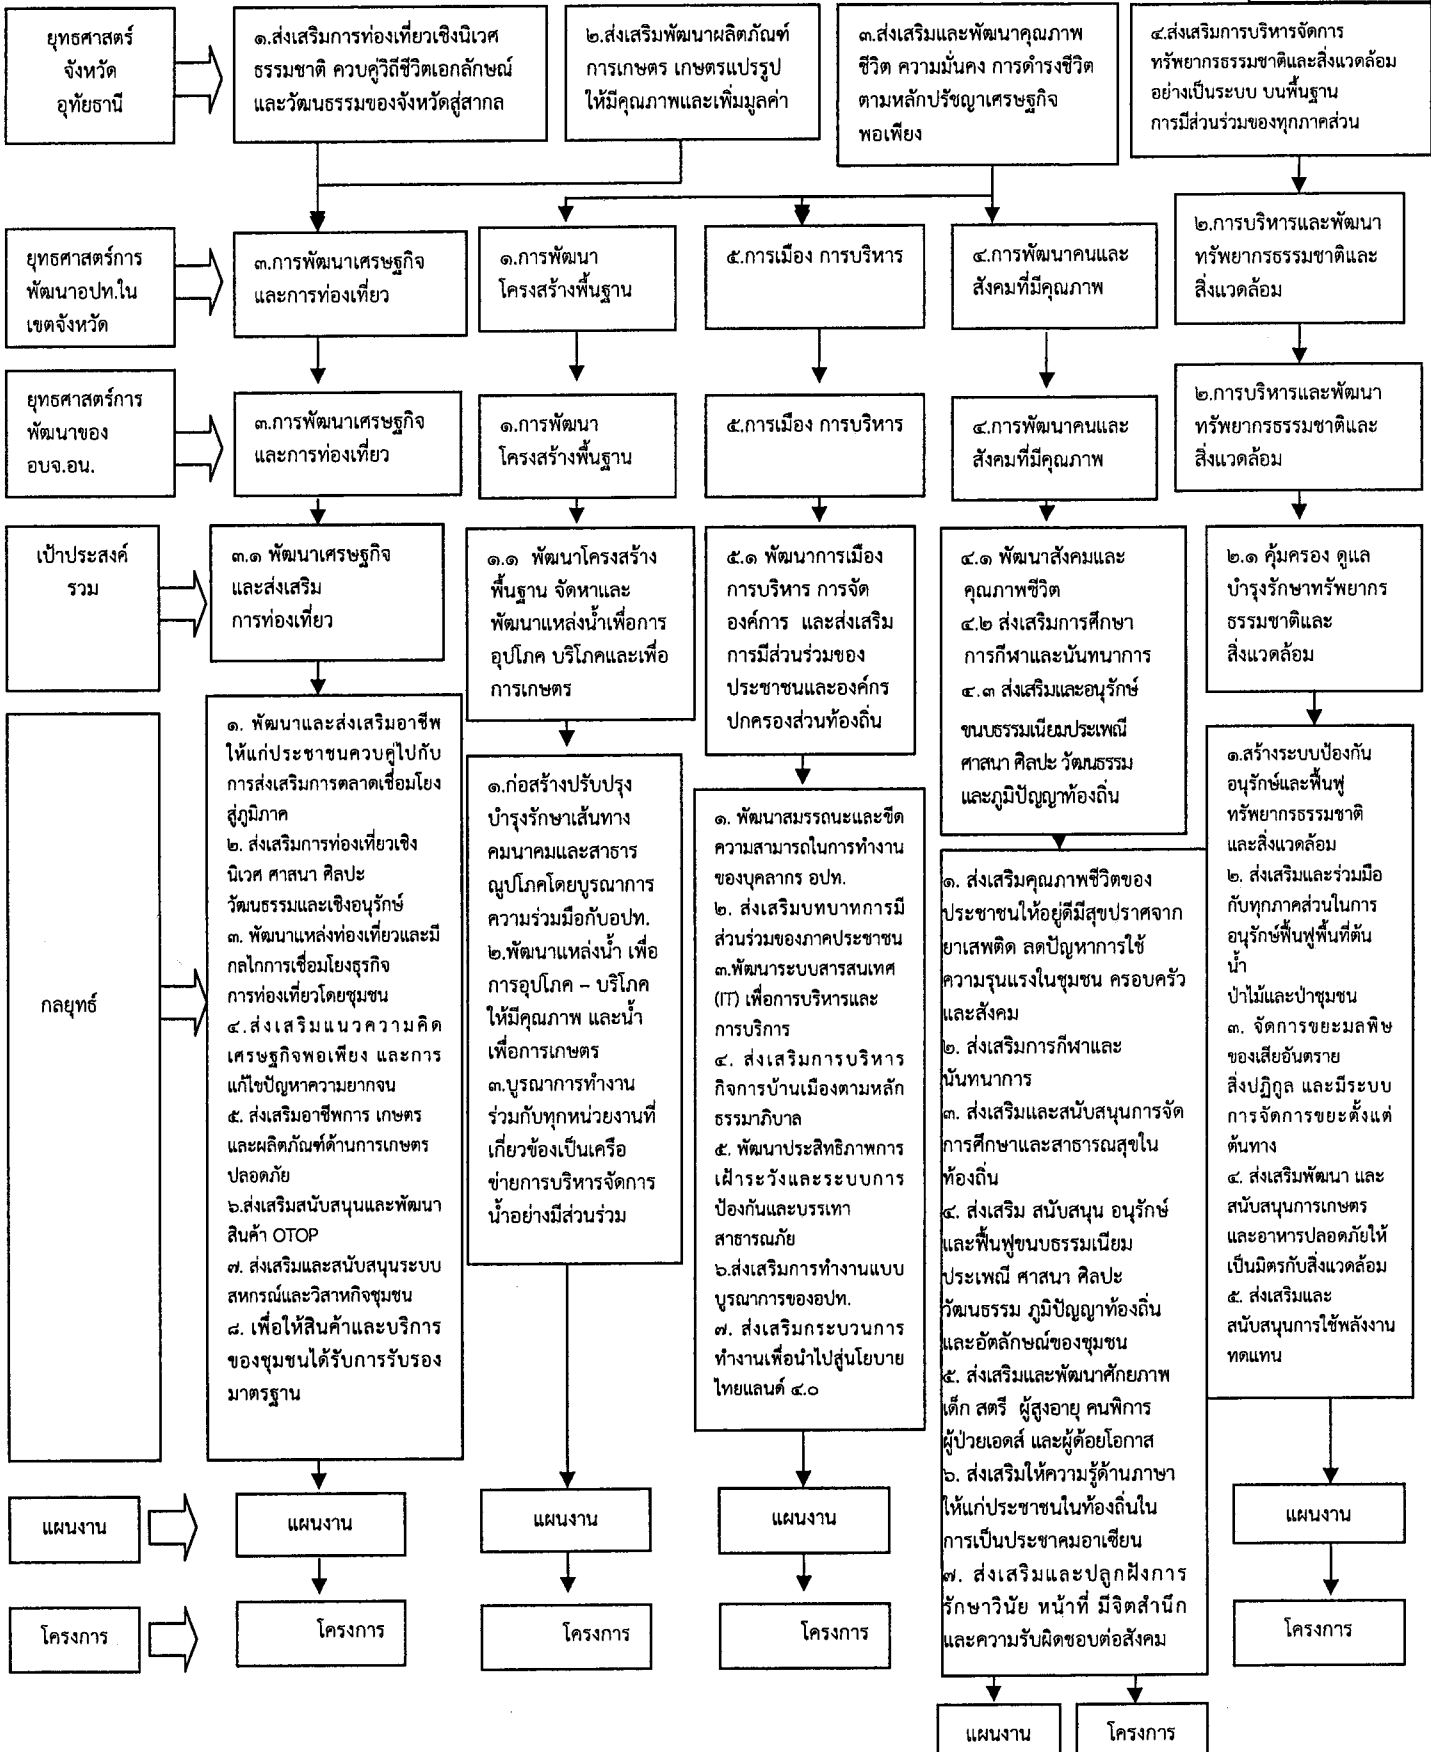 ยุทธศาสตร์
จังหวัด
อุทัยธานี
๑.ส่งเสริมการท่องเที่ยวเชิงนิเวศ
ธรรมชาติ ควบคู่วิถีชีวิตเอกลักษณ์
และวัฒนธรรมของจังหวัดสู่สากล
๒.ส่งเสริมพัฒนาผลิตภัณฑ์
การเกษตร เกษตรแปรรูป
ให้มีคุณภาพและเพิ่มมูลค่า
๓.ส่งเสริมและพัฒนาคุณภาพ
ชีวิต ความมั่นคง การดำรงชีวิต
ตามหลักปรัชญาเศรษฐกิจ
พอเพียง
๔.ส่งเสริมการบริหารจัดการ
ทรัพยากรธรรมชาติและสิ่งแวดล้อม
อย่างเป็นระบบ บนพื้นฐาน
การมีส่วนร่วมของทุกภาคส่วน
ยุทธศาสตร์การ
พัฒนาอปท.ใน
เขตจังหวัด
๓.การพัฒนาเศรษฐกิจ
และการท่องเที่ยว
๑.การพัฒนา
โครงสร้างพื้นฐาน
๕.การเมือง การบริหาร
๔.การพัฒนาคนและ
สังคมที่มีคุณภาพ
๒.การบริหารและพัฒนา
ทรัพยากรธรรมชาติและ
สิ่งแวดล้อม
ยุทธศาสตร์การ
พัฒนาของ
อบจ.อน.
๓.การพัฒนาเศรษฐกิจ
และการท่องเที่ยว
๑.การพัฒนา
โครงสร้างพื้นฐาน
๕.การเมือง การบริหาร
๔.การพัฒนาคนและ
สังคมที่มีคุณภาพ
๒.การบริหารและพัฒนา
ทรัพยากรธรรมชาติและ
สิ่งแวดล้อม
เป้าประสงค์
รวม
๓.๑ พัฒนาเศรษฐกิจ
และส่งเสริม
การท่องเที่ยว
๑.๑ พัฒนาโครงสร้าง
พื้นฐาน จัดหาและ
พัฒนาแหล่งน้ำเพื่อการ
อุปโภค บริโภคและเพื่อ
การเกษตร
๕.๑ พัฒนาการเมือง
การบริหาร การจัด
องค์การ และส่งเสริม
การมีส่วนร่วมของ
ประชาชนและองค์กร
ปกครองส่วนท้องถิ่น
๔.๑ พัฒนาสังคมและ
คุณภาพชีวิต
๔.๒ ส่งเสริมการศึกษา
การกีฬาและนันทนาการ
๔.๓ ส่งเสริมและอนุรักษ์
ขนบธรรมเนียมประเพณี
ศาสนา ศิลปะ วัฒนธรรม
และภูมิปัญญาท้องถิ่น
๒.๑ คุ้มครอง ดูแล
บำรุงรักษาทรัพยากร
ธรรมชาติและ
สิ่งแวดล้อม
กลยุทธ์
๑. พัฒนาและส่งเสริมอาชีพ
ให้แก่ประชาชนควบคู่ไปกับ
การส่งเสริมการตลาดเชื่อมโยง
สู่ภูมิภาค
๒. ส่งเสริมการท่องเที่ยวเชิง
นิเวศ ศาสนา ศิลปะ
วัฒนธรรมและเชิงอนุรักษ์
๓. พัฒนาแหล่งท่องเที่ยวและมี
กลไกการเชื่อมโยงธุรกิจ
การท่องเที่ยวโดยชุมชน
๔.ส่งเสริมแนวความคิด
เศรษฐกิจพอเพียง และการ
แก้ไขปัญหาความยากจน
๕. ส่งเสริมอาชีพการ เกษตร
และผลิตภัณฑ์ด้านการเกษตร
ปลอดภัย
๖.ส่งเสริมสนับสนุนและพัฒนา
สินค้า OTOP
๗. ส่งเสริมและสนับสนุนระบบ
สหกรณ์และวิสาหกิจชุมชน
๘. เพื่อให้สินค้าและบริการ
ของชุมชนได้รับการรับรอง
มาตรฐาน
๑.ก่อสร้างปรับปรุง
บำรุงรักษาเส้นทาง
คมนาคมและสาธาร
ณูปโภคโดยบูรณาการ
ความร่วมมือกับอปท.
๒.พัฒนาแหล่งน้ำ เพื่อ
การอุปโภค – บริโภค
ให้มีคุณภาพ และน้ำ
เพื่อการเกษตร
๓.บูรณาการทำงาน
ร่วมกับทุกหน่วยงานที่
เกี่ยวข้องเป็นเครือ
ข่ายการบริหารจัดการ
น้ำอย่างมีส่วนร่วม
๑. พัฒนาสมรรถนะและขีด
ความสามารถในการทำงาน
ของบุคลากร อปท.
๒. ส่งเสริมบทบาทการมี
ส่วนร่วมของภาคประชาชน
๓.พัฒนาระบบสารสนเทศ
(IT) เพื่อการบริหารและ
การบริการ
๔. ส่งเสริมการบริหาร
กิจการบ้านเมืองตามหลัก
ธรรมาภิบาล
๕. พัฒนาประสิทธิภาพการ
เฝ้าระวังและระบบการ
ป้องกันและบรรเทา
สาธารณภัย
๖.ส่งเสริมการทำงานแบบ
บูรณาการของอปท.
๗. ส่งเสริมกระบวนการ
ทำงานเพื่อนำไปสู่นโยบาย
ไทยแลนด์ ๔.๐
๑. ส่งเสริมคุณภาพชีวิตของ
ประชาชนให้อยู่ดีมีสุขปราศจาก
ยาเสพติด ลดปัญหาการใช้
ความรุนแรงในชุมชน ครอบครัว
และสังคม
๒. ส่งเสริมการกีฬาและ
นันทนาการ
๓. ส่งเสริมและสนับสนุนการจัด
การศึกษาและสาธารณสุขใน
ท้องถิ่น
๔. ส่งเสริม สนับสนุน อนุรักษ์
และฟื้นฟูขนบธรรมเนียม
ประเพณี ศาสนา ศิลปะ
วัฒนธรรม ภูมิปัญญาท้องถิ่น
และอัตลักษณ์ของชุมชน
๕. ส่งเสริมและพัฒนาศักยภาพ
เด็ก สตรี ผู้สูงอายุ คนพิการ
ผู้ป่วยเอดส์ และผู้ด้อยโอกาส
๖. ส่งเสริมให้ความรู้ด้านภาษา
ให้แก่ประชาชนในท้องถิ่นใน
การเป็นประชาคมอาเซียน
๗. ส่งเสริมและปลูกฝังการ
รักษาวินัย หน้าที่ มีจิตสำนึก
และความรับผิดชอบต่อสังคม
๑.สร้างระบบป้องกัน
อนุรักษ์และฟื้นฟู
ทรัพยากรธรรมชาติ
และสิ่งแวดล้อม
๒. ส่งเสริมและร่วมมือ
กับทุกภาคส่วนในการ
อนุรักษ์ฟื้นฟูพื้นที่ต้น
น้ำ
ป่าไม้และป่าชุมชน
๓. จัดการขยะมลพิษ
ของเสียอันตราย
สิ่งปฏิกูล และมีระบบ
การจัดการขยะตั้งแต่
ต้นทาง
๔. ส่งเสริมพัฒนา และ
สนับสนุนการเกษตร
และอาหารปลอดภัยให้
เป็นมิตรกับสิ่งแวดล้อม
๕. ส่งเสริมและ
สนับสนุนการใช้พลังงาน
ทดแทน
แผนงาน
แผนงาน
แผนงาน
แผนงาน
แผนงาน
โครงการ
โครงการ
โครงการ
โครงการ
โครงการ
แผนงาน
โครงการ